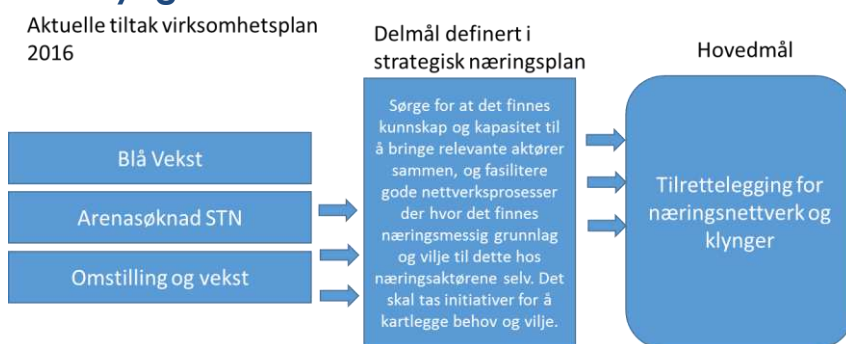 Aktuelle tiltak virksomhetsplan
2016
Delmål definert i
strategisk næringsplan
Hovedmål
Blå Vekst
Arenasøknad STN
Omstilling og vekst
Sørge for at det finnes
kunnskap og kapasitet til
å bringe relevante aktører
sammen, og fasilitere
gode nettverksprosesser
der hvor det finnes
næringsmessig grunnlag
og vilje til dette hos
næringsaktørene selv. Det
skal tas initiativer for å
kartlegge behov og vilje.
Tilrettelegging for
næringsnettverk og
klynger